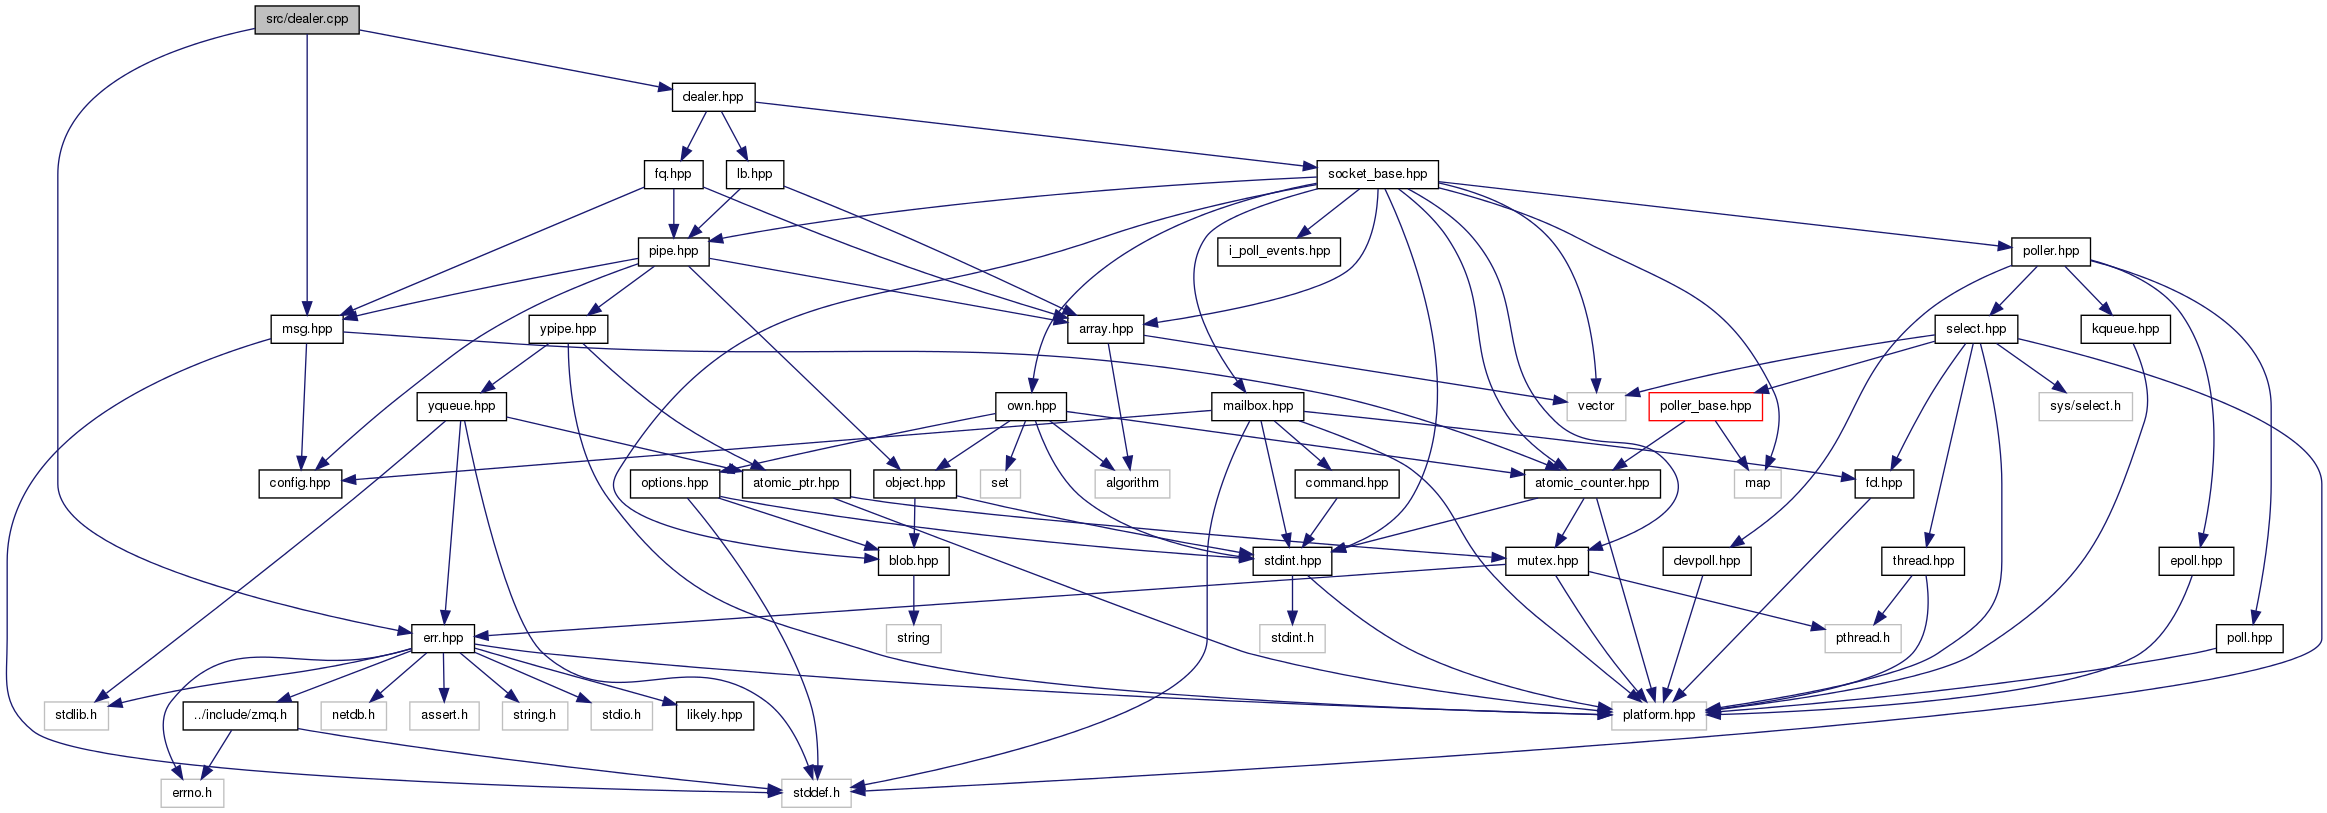 src/dealer.cpp
dealer.hpp
fq.hpp
lb.hpp
socket_base.hpp
pipe.hpp
i_poll_events.hpp
poller.hpp
msg.hpp
ypipe.hpp
array.hpp
select.hpp
kqueue.hpp
yqueue.hpp
own.hpp
mailbox.hpp
vector
poller_base.hpp
sys/select.h
config.hpp
options.hpp
atomic_ptr.hpp
object.hpp
set
algorithm
command.hpp
atomic_counter.hpp
map
fd.hpp
blob.hpp
stdint.hpp
mutex.hpp
devpoll.hpp
thread.hpp
epoll.hpp
err.hpp
string
stdint.h
pthread.h
poll.hpp
stdlib.h
../include/zmq.h
netdb.h
assert.h
string.h
stdio.h
likely.hpp
platform.hpp
errno.h
stddef.h